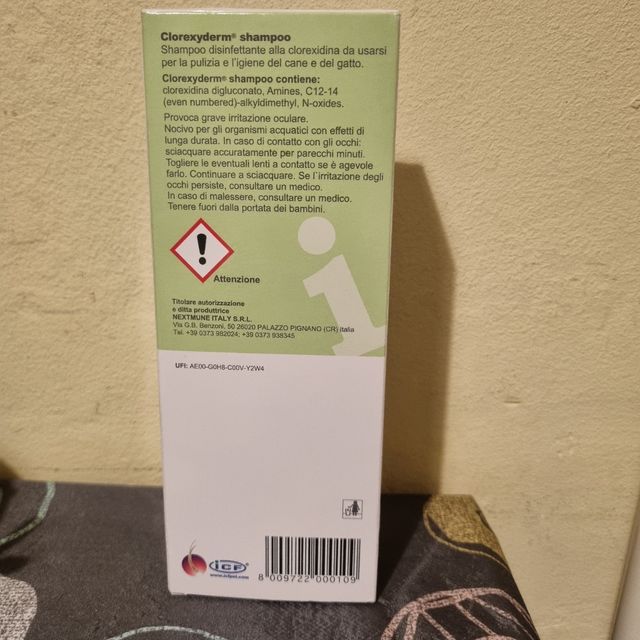 Clorexyderm® shampoo
Shampoo disinfettante alla clorexidina da usarsi
per la pulizia e l'igiene del cane e del gatto.
Clorexyderm® shampoo contiene:
clorexidina digluconato, Amines, C12-14
(even numbered)-alkyldimethyl, N-oxides.
Provoca grave irritazione oculare.
Nocivo per gli organismi acquatici con effetti di
lunga durata. In caso di contatto con gli occhi:
sciacquare accuratamente per parecchi minuti.
Togliere le eventuali lenti a contatto se è agevole
farlo. Continuare a sciacquare. Se l`irritazione degli
occhi persiste, consultare un medico.
In caso di malessere, consultare un medico.
Tenere fuori dalla portata dei bambini.
!
Attenzione
i
Titolare autorizzazione
e ditta produttrice
NEXTMUNE ITALY S.R.L.
Via G.B. Benzoni, 50 26020 PALAZZO PIGNANO (CR) Italia
Tel. +39 0373 982024; +39 0373 938345
UFI: AE00-G0H8-C00V-Y2W4
iCF
www.icfpet.com
8 009722 000109